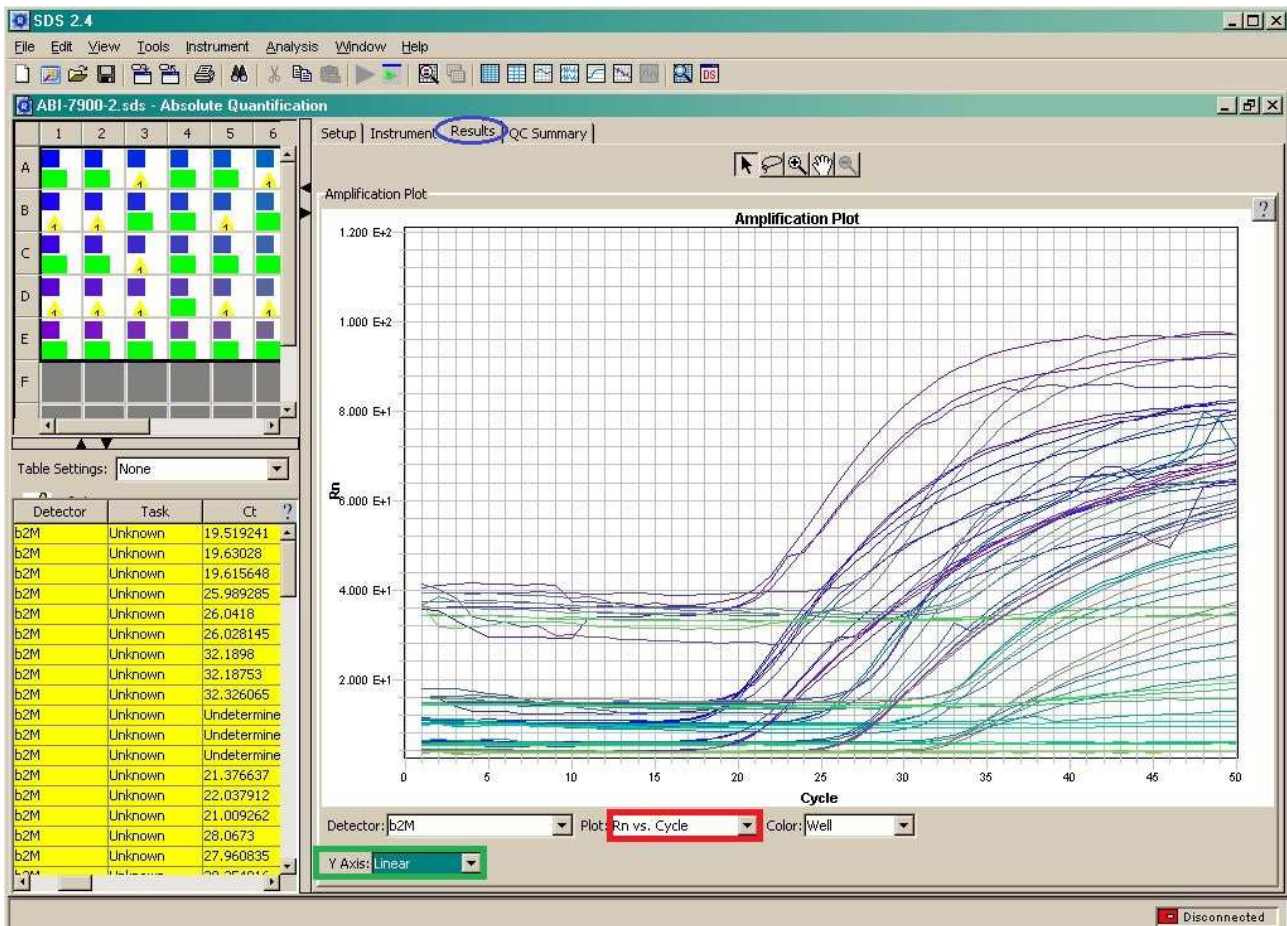 SDS 2.4
File Edit View Tools Instrument Analysis Window Help
DS
ABI-7900-2.sds - Absolute Quantification
1 2 3 4 5 6
A
B
C
D
E
F
Table Settings: None
Detector Task Ct ?
b2M Unknown 19.519241
b2M Unknown 19.63028
b2M Unknown 19.615648
b2M Unknown 25.989285
b2M Unknown 26.0418
b2M Unknown 26.028145
b2M Unknown 32.1898
b2M Unknown 32.18753
b2M Unknown 32.326065
b2M Unknown Undetermine
b2M Unknown Undetermine
b2M Unknown Undetermine
b2M Unknown 21.376637
b2M Unknown 22.037912
b2M Unknown 21.009262
b2M Unknown 28.0673
b2M Unknown 27.960835
Setup Instrument Results QC Summary
Amplification Plot
?
Amplification Plot
1.200 E+2
1.000 E+2
8.000 E+1
6.000 E+1
4.000 E+1
2.000 E+1
Rn
0 5 10 15 20 25 30 35 40 45 50
Cycle
Detector: b2M Plot: Rn vs. Cycle Color: Well
Y Axis: Linear
Disconnected